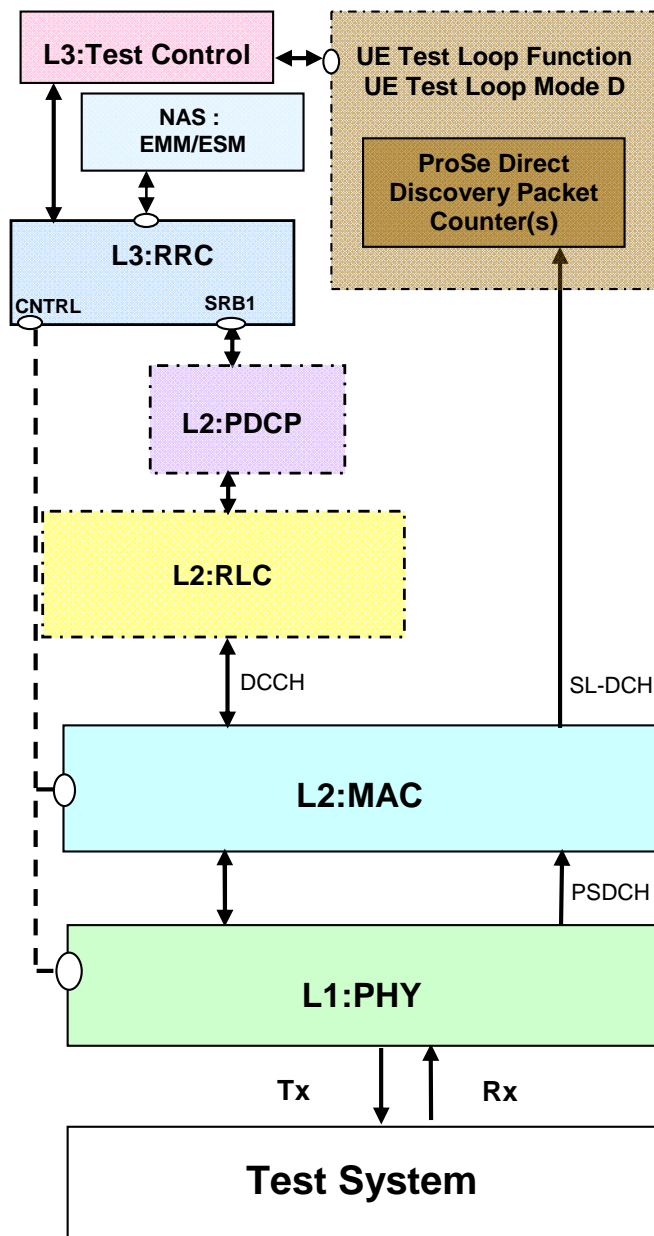 L3:Test Control
UE Test Loop Function
UE Test Loop Mode D
NAS :
EMM/ESM
ProSe Direct
Discovery Packet
Counter(s)
L3:RRC
CNTRL
SRB1
L2:PDCP
L2:RLC
DCCH
SL-DCH
L2:MAC
PSDCH
L1:PHY
Tx
Rx
Test System